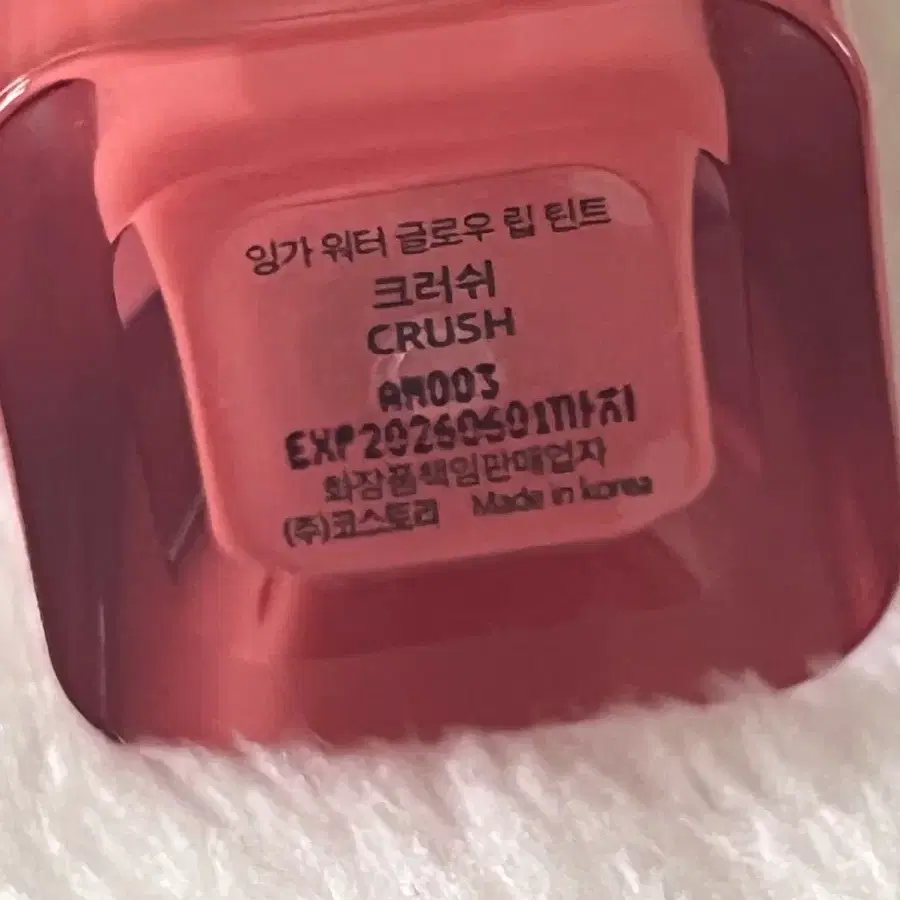 잉가 워터 글로우 립 틴트
크러쉬
CRUSH
AM003
EXP20260601까지
화장품책임판매업자
(주)코스토리 Made in korea